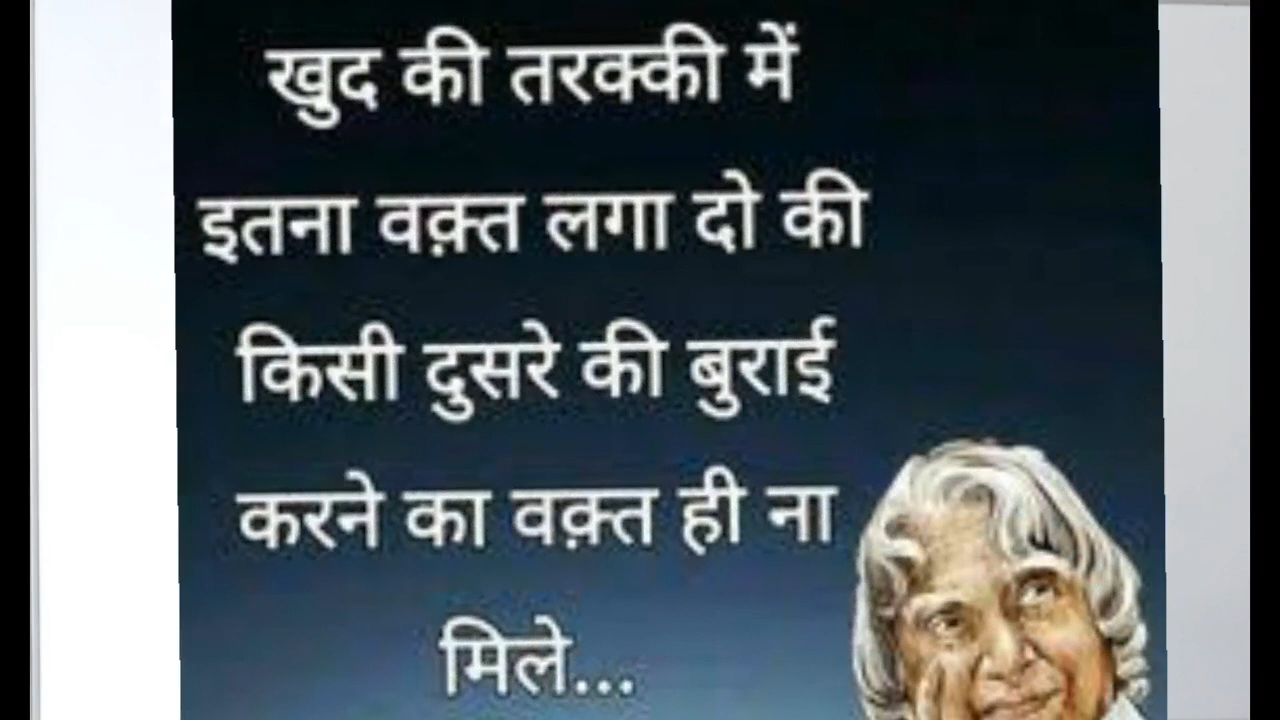 खुद की तरक्की में
इतना वक़्त लगा दो की
किसी दुसरे की बुराई
करने का वक़्त ही ना
मिले...